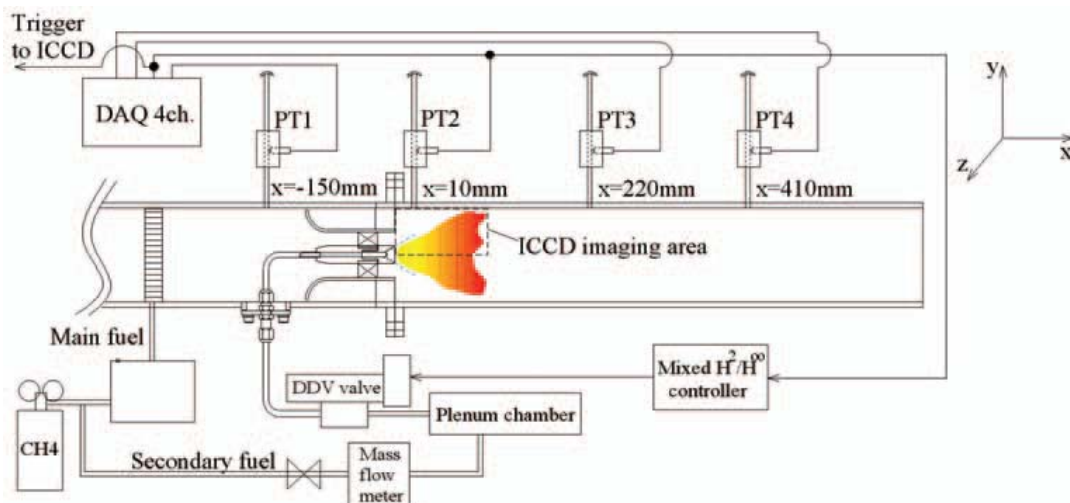 Trigger
to ICCD
DAQ 4ch.
PT1
PT2
PT3
PT4
y
x
z
x=-150mm
x=10mm
x=220mm
x=410mm
ICCD imaging area
Main fuel
DDV valve
Mixed H²/H∞
controller
Plenum chamber
CH4
Secondary fuel
Mass
flow
meter